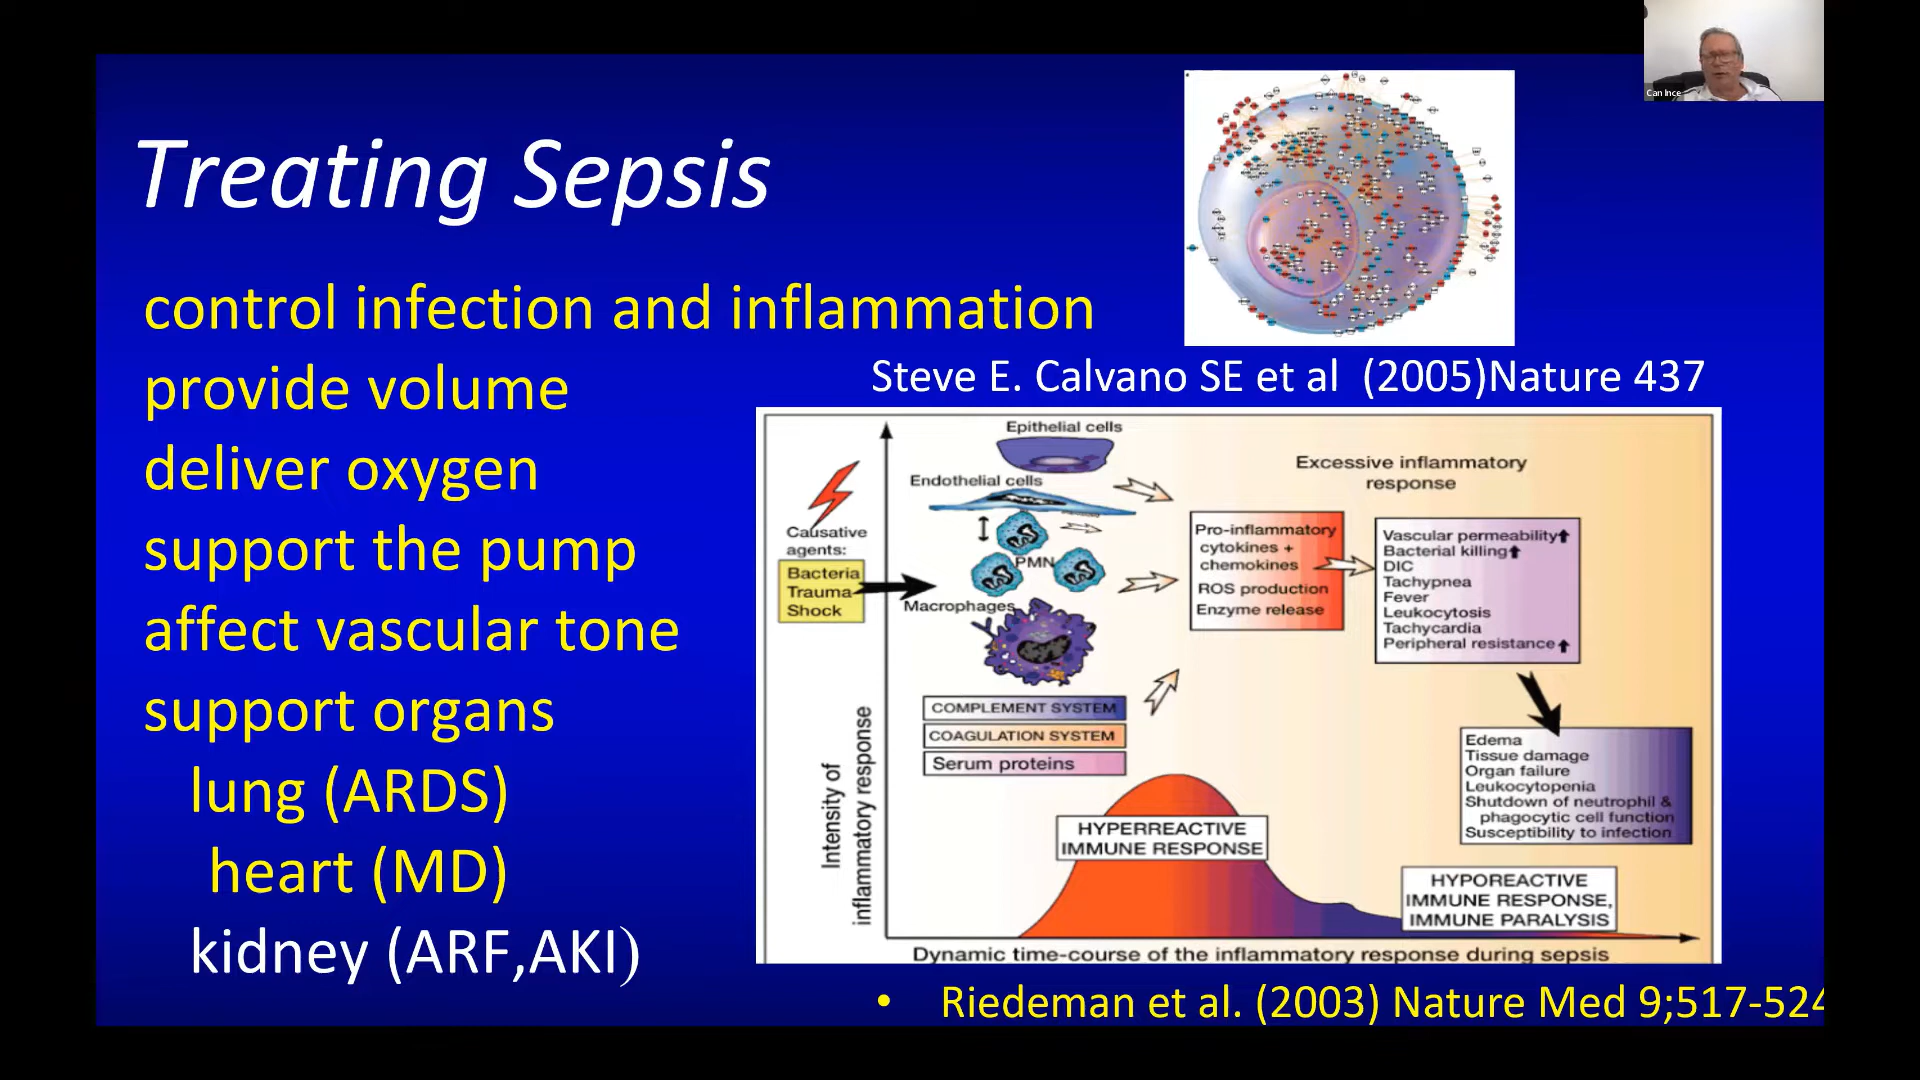 Can Ince
Treating Sepsis
control infection and inflammation
provide volume
deliver oxygen
support the pump
affect vascular tone
support organs
lung (ARDS)
heart (MD)
kidney (ARF,AKI)
Steve E. Calvano SE et al (2005)Nature 437
Epithelial cells
Endothelial cells
Causative
agents:
Bacteria
Trauma
Shock
PMN
Macrophages
COMPLEMENT SYSTEM
COAGULATION SYSTEM
Serum proteins
Pro-inflammatory
cytokines +
chemokines
ROS production
Enzyme release
Excessive inflammatory
response
Vascular permeability
Bacterial killing
DIC
Tachypnea
Fever
Leukocytosis
Tachycardia
Peripheral resistance
Edema
Tissue damage
Organ failure
Leukocytopenia
Shutdown of neutrophil &
phagocytic cell function
Susceptibility to infection
Intensity of
inflammatory response
HYPERREACTIVE
IMMUNE RESPONSE
HYPOREACTIVE
IMMUNE RESPONSE,
IMMUNE PARALYSIS
Dynamic time-course of the inflammatory response during sepsis
• Riedeman et al. (2003) Nature Med 9;517-524